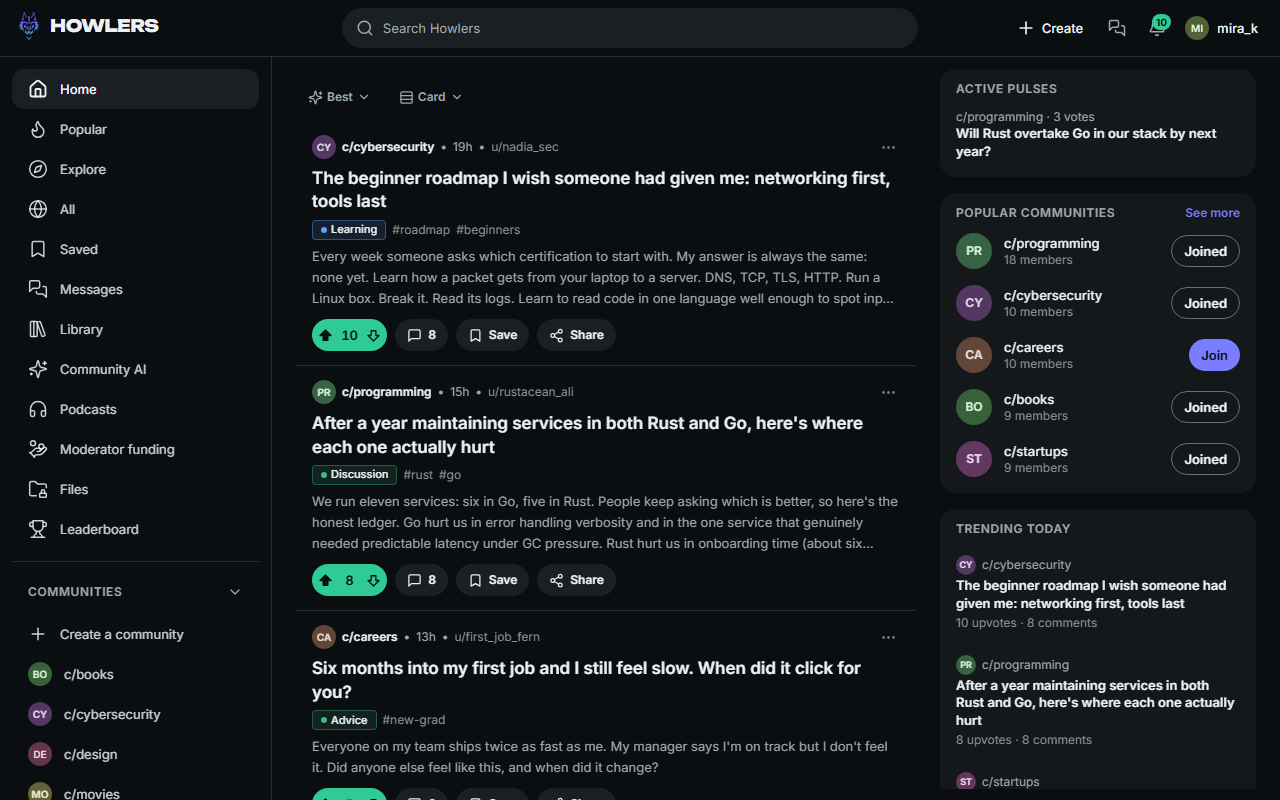 HOWLERS
Search Howlers
Create
10
MI
mira_k
Home
Popular
Explore
All
Saved
Messages
Library
Community AI
Podcasts
Moderator funding
Files
Leaderboard
COMMUNITIES
Create a community
BO c/books
CY c/cybersecurity
DE c/design
MO c/movies
Best
Card
CY c/cybersecurity • 19h • u/nadia_sec
The beginner roadmap I wish someone had given me: networking first,
tools last
Learning #roadmap #beginners
Every week someone asks which certification to start with. My answer is always the same:
none yet. Learn how a packet gets from your laptop to a server. DNS, TCP, TLS, HTTP. Run a
Linux box. Break it. Read its logs. Learn to read code in one language well enough to spot inp...
10
8
Save
Share
PR c/programming • 15h • u/rustacean_ali
After a year maintaining services in both Rust and Go, here's where
each one actually hurt
Discussion #rust #go
We run eleven services: six in Go, five in Rust. People keep asking which is better, so here's the
honest ledger. Go hurt us in error handling verbosity and in the one service that genuinely
needed predictable latency under GC pressure. Rust hurt us in onboarding time (about six...
8
8
Save
Share
CA c/careers • 13h • u/first_job_fern
Six months into my first job and I still feel slow. When did it click for
you?
Advice #new-grad
Everyone on my team ships twice as fast as me. My manager says I'm on track but I don't feel
it. Did anyone else feel like this, and when did it change?
ACTIVE PULSES
c/programming · 3 votes
Will Rust overtake Go in our stack by next
year?
POPULAR COMMUNITIES
See more
PR c/programming
18 members
Joined
CY c/cybersecurity
10 members
Joined
CA c/careers
10 members
Join
BO c/books
9 members
Joined
ST c/startups
9 members
Joined
TRENDING TODAY
CY c/cybersecurity
The beginner roadmap I wish someone had
given me: networking first, tools last
10 upvotes · 8 comments
PR c/programming
After a year maintaining services in both
Rust and Go, here's where each one actually
hurt
8 upvotes · 8 comments
ST c/startups